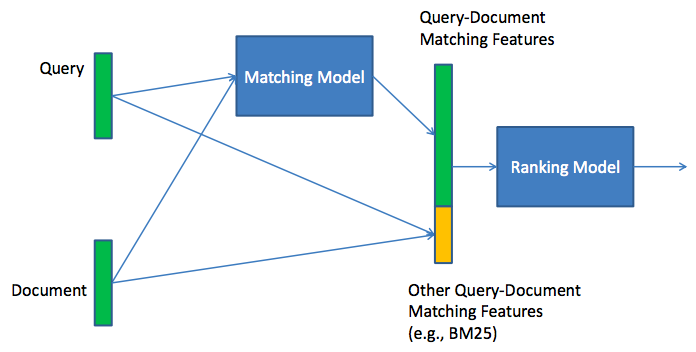 Query-Document
Matching Features
Query
Matching Model
Ranking Model
Document
Other Query-Document
Matching Features
(e.g., BM25)